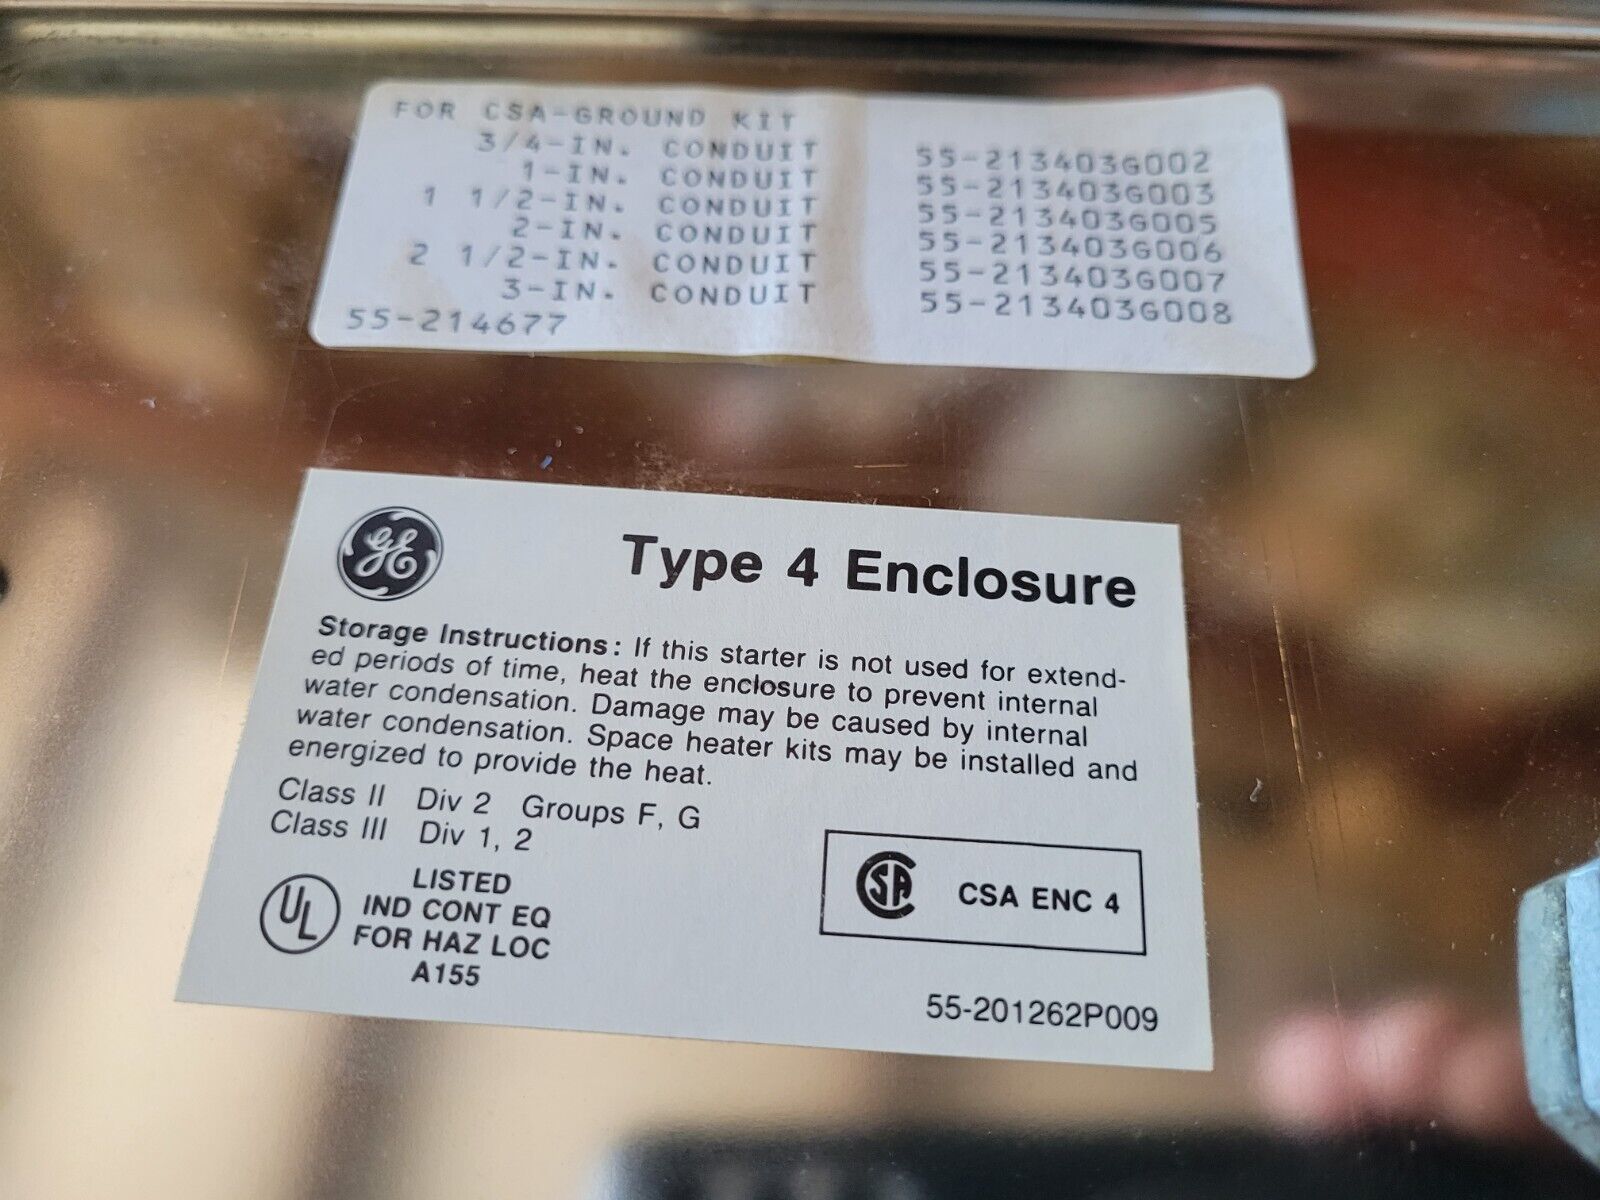 FOR CSA-GROUND KIT
3/4-IN. CONDUIT 55-213403G002
1-IN. CONDUIT 55-213403G003
1 1/2-IN. CONDUIT 55-213403G005
2-IN. CONDUIT 55-213403G006
2 1/2-IN. CONDUIT 55-213403G007
3-IN. CONDUIT 55-213403G008
55-214677
GE
Type 4 Enclosure
Storage Instructions: If this starter is not used for extend-
ed periods of time, heat the enclosure to prevent internal
water condensation. Damage may be caused by internal
water condensation. Space heater kits may be installed and
energized to provide the heat.
Class II Div 2 Groups F, G
Class III Div 1, 2
UL
LISTED
IND CONT EQ
FOR HAZ LOC
A155
CSA CSA ENC 4
55-201262P009